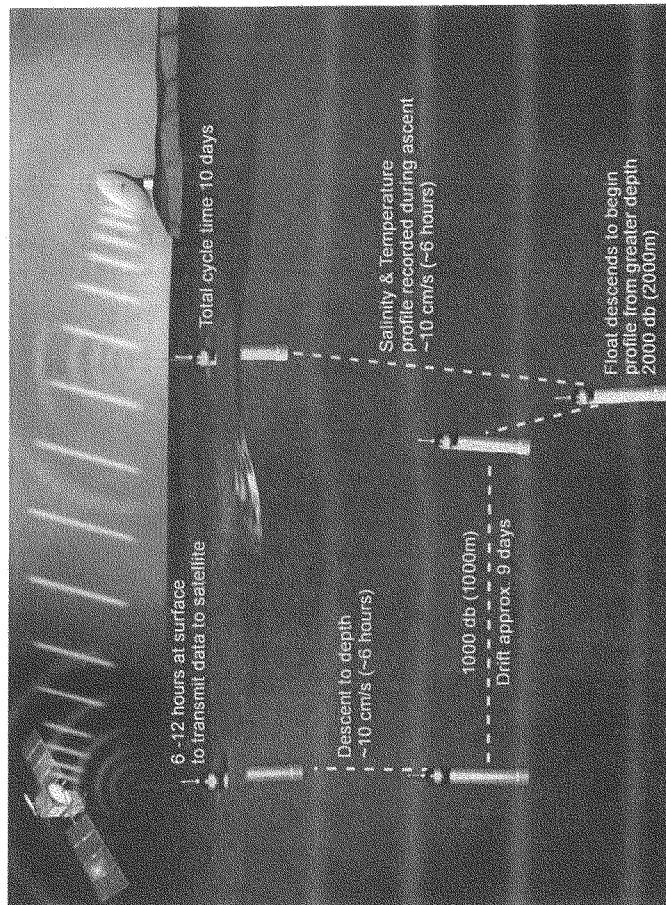 6 -12 hours at surface
to transmit data to satellite
Total cycle time 10 days
Descent to depth
~10 cm/s (~6 hours)
Salinity & Temperature
profile recorded during ascent
~10 cm/s (~6 hours)
1000 db (1000m)
Drift approx. 9 days
Float descends to begin
profile from greater depth
2000 db (2000m)